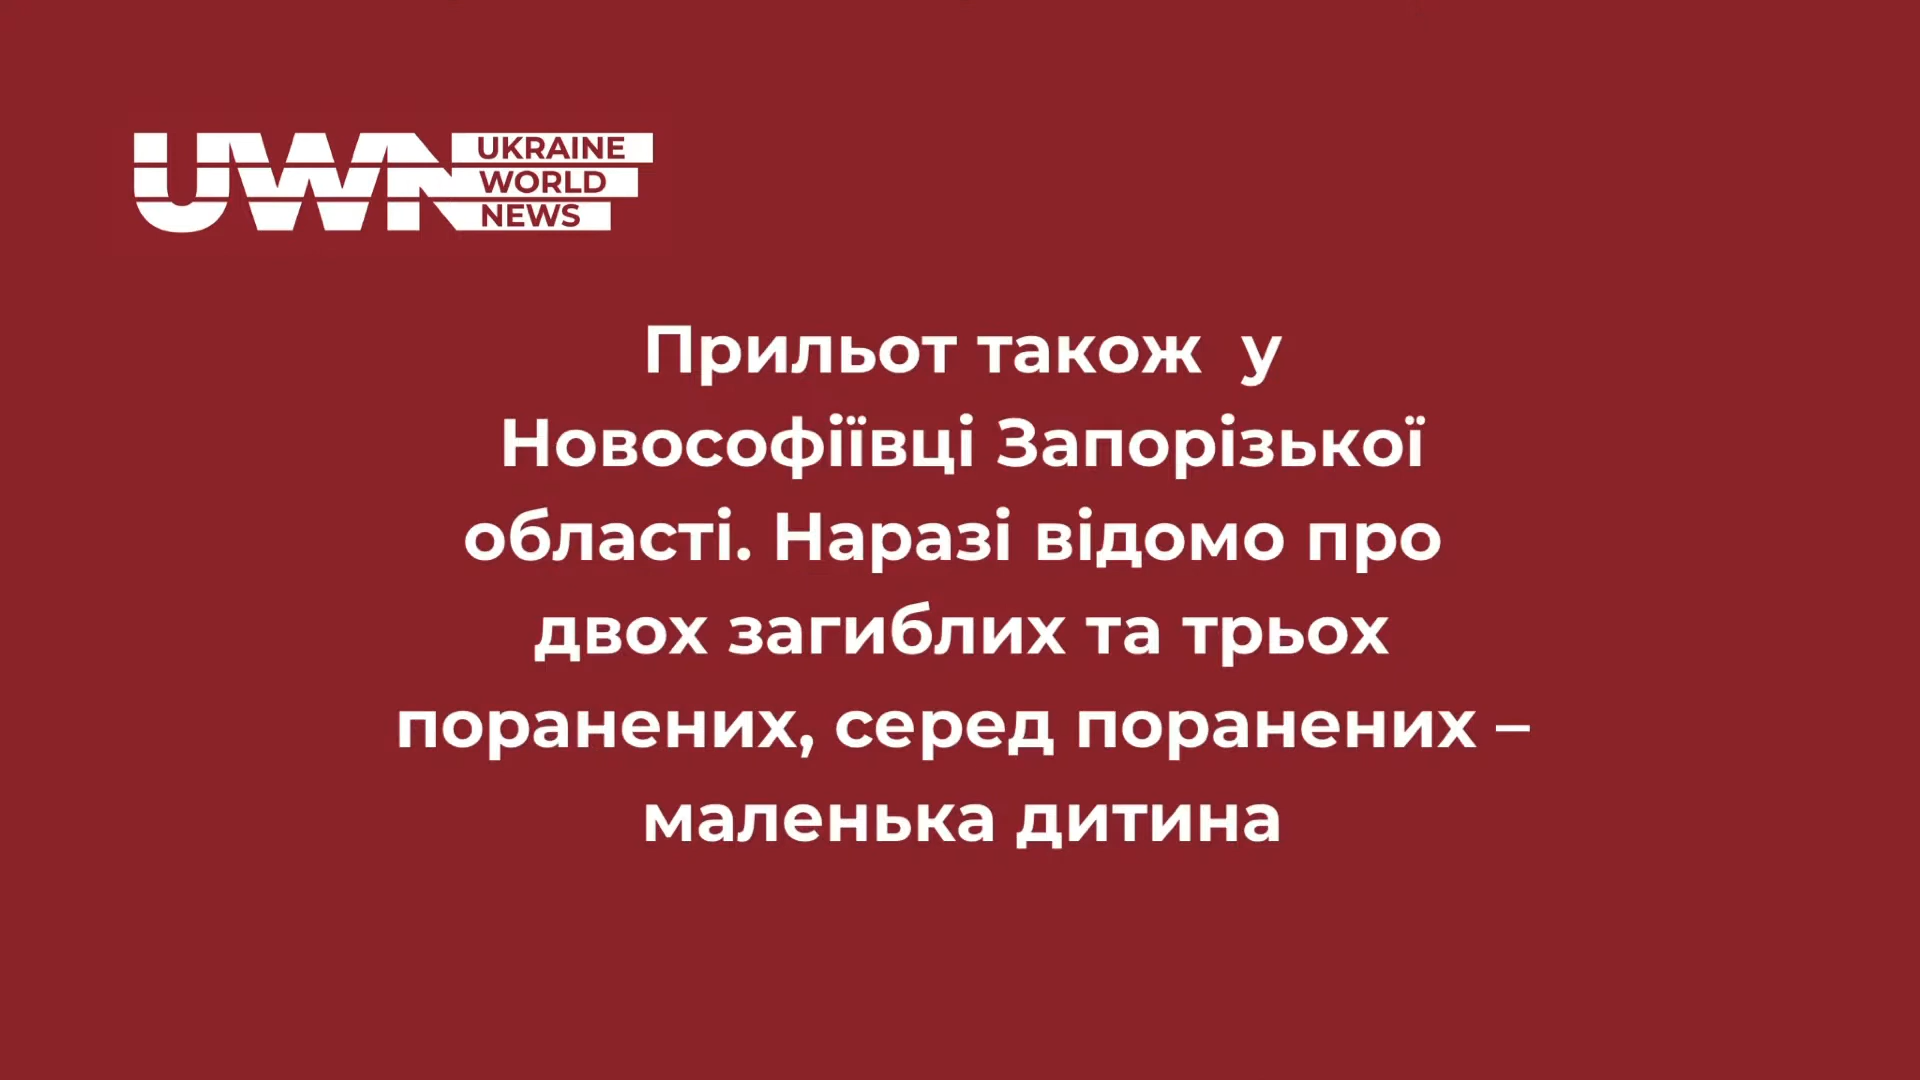 UWN UKRAINE
WORLD
NEWS
Прильот також у
Новософіївці Запорізької
області. Наразі відомо про
двох загиблих та трьох
поранених, серед поранених –
маленька дитина